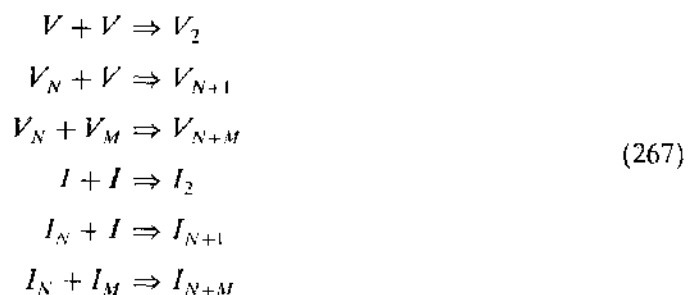 V + V ⇒ V₂
V_N + V ⇒ V_{N+1}
V_N + V_M ⇒ V_{N+M}
(267)
I + I ⇒ I₂
I_N + I ⇒ I_{N+1}
I_N + I_M ⇒ I_{N+M}